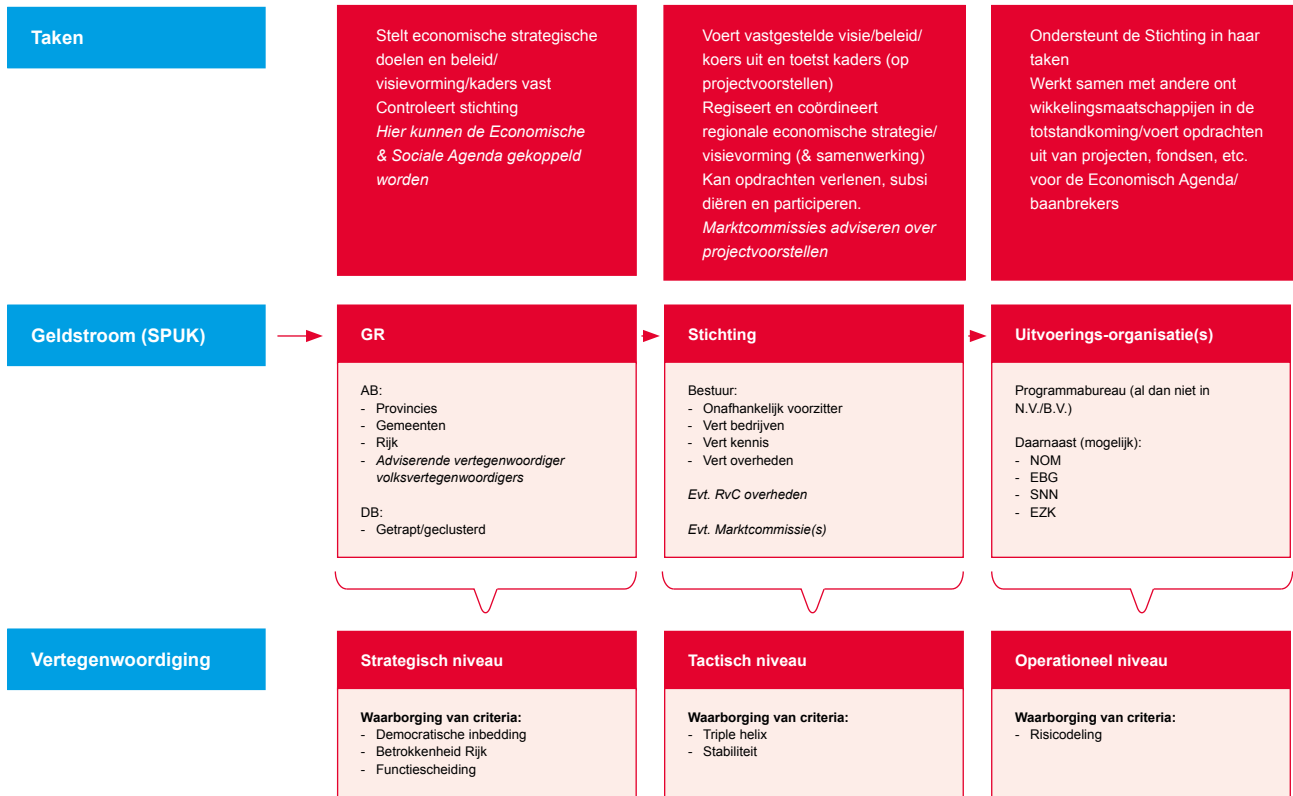 Taken
Stelt economische strategische
doelen en beleid/
visievorming/kaders vast
Controleert stichting
Hier kunnen de Economische
& Sociale Agenda gekoppeld
worden
Voert vastgestelde visie/beleid/
koers uit en toetst kaders (op
projectvoorstellen)
Regiseert en coördineert
regionale economische strategie/
visievorming (& samenwerking)
Kan opdrachten verlenen, subsi
diëren en participeren.
Marktcommissies adviseren over
projectvoorstellen
Ondersteunt de Stichting in haar
taken
Werkt samen met andere ont
wikkelingsmaatschappijen in de
totstandkoming/voert opdrachten
uit van projecten, fondsen, etc.
voor de Economisch Agenda/
baanbrekers
Geldstroom (SPUK)
GR
AB:
- Provincies
- Gemeenten
- Rijk
- Adviserende vertegenwoordiger
volksvertegenwoordigers
DB:
- Getrapt/geclusterd
Stichting
Bestuur:
- Onafhankelijk voorzitter
- Vert bedrijven
- Vert kennis
- Vert overheden
Evt. RvC overheden
Evt. Marktcommissie(s)
Uitvoerings-organisatie(s)
Programmabureau (al dan niet in
N.V./B.V.)
Daarnaast (mogelijk):
- NOM
- EBG
- SNN
- EZK
Vertegenwoordiging
Strategisch niveau
Waarborging van criteria:
- Democratische inbedding
- Betrokkenheid Rijk
- Functiescheiding
Tactisch niveau
Waarborging van criteria:
- Triple helix
- Stabiliteit
Operationeel niveau
Waarborging van criteria:
- Risicodeling